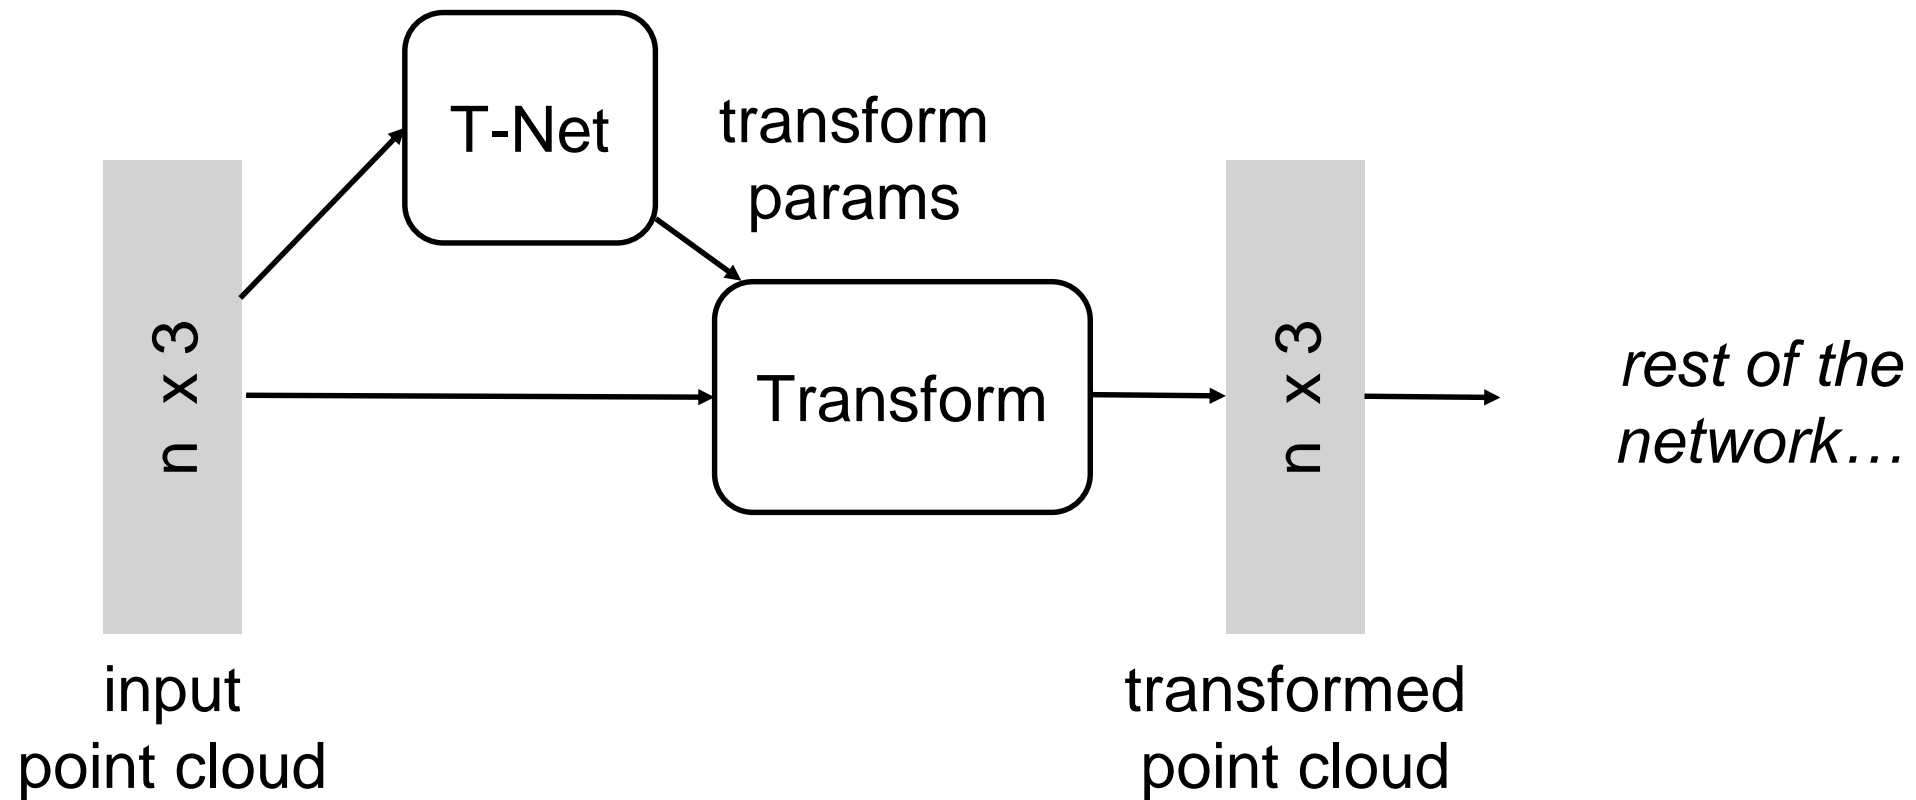 T-Net
transform
params
n x 3
Transform
n x 3
rest of the
network…
input
point cloud
transformed
point cloud